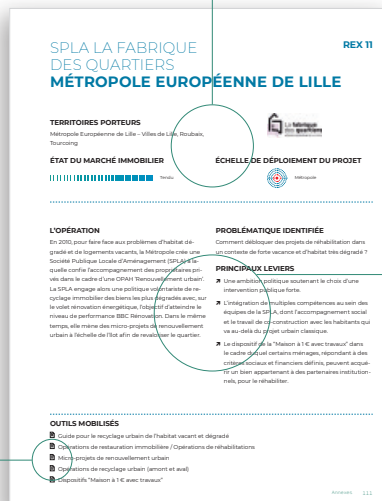 SPLA LA FABRIQUE
DES QUARTIERS
MÉTROPOLE EUROPÉENNE DE LILLE
REX 11
TERRITOIRES PORTEURS
Métropole Européenne de Lille – Villes de Lille, Roubaix,
Tourcoing
La fabrique
des quartiers
ÉTAT DU MARCHÉ IMMOBILIER
Tendu
ÉCHELLE DE DÉPLOIEMENT DU PROJET
Métropole
L'OPÉRATION
En 2010, pour faire face aux problèmes d'habitat dé-
gradé et de logements vacants, la Métropole crée une
Société Publique Locale d'Aménagement (SPLA) à la-
quelle confie l'accompagnement des propriétaires pri-
vés dans le cadre d'une OPAH 'Renouvellement urbain'.
La SPLA engage alors une politique volontariste de re-
cyclage immobilier des biens les plus dégradés avec, sur
le volet rénovation énergétique, l'objectif d'atteindre le
niveau de performance BBC Rénovation. Dans le même
temps, elle mène des micro-projets de renouvellement
urbain à l'échelle de l'îlot afin de revaloriser le quartier.
PROBLÉMATIQUE IDENTIFIÉE
Comment débloquer des projets de réhabilitation dans
un contexte de forte vacance et d'habitat très dégradé ?
PRINCIPAUX LEVIERS
Une ambition politique soutenant le choix d'une
intervention publique forte.
L'intégration de multiples compétences au sein des
équipes de la SPLA, dont l'accompagnement social
et le travail de co-construction avec les habitants qui
va au-delà du projet urbain classique.
Le dispositif de la "Maison à 1 € avec travaux" dans
le cadre duquel certains ménages, répondant à des
critères sociaux et financiers définis, peuvent acqué-
rir un bien appartenant à des partenaires institution-
nels, pour le réhabiliter.
OUTILS MOBILISÉS
Guide pour le recyclage urbain de l'habitat vacant et dégradé
Opérations de restauration immobilière / Opérations de réhabilitations
Micro-projets de renouvellement urbain
Opérations de recyclage urbain (amont et aval)
Dispositifs "Maison à 1 € avec travaux"
111